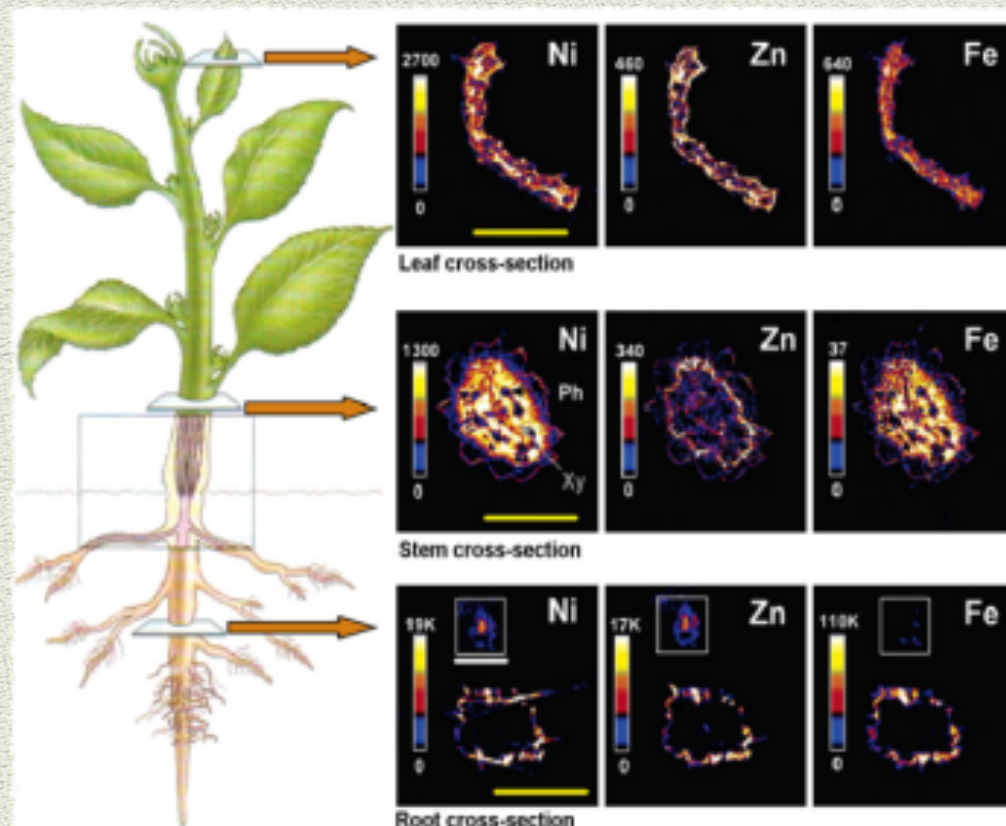 2700 Ni
0
460 Zn
0
640 Fe
0
Leaf cross-section
1300 Ni
Ph
Xy
0
340 Zn
0
37 Fe
0
Stem cross-section
19K Ni
0
17K Zn
0
110K Fe
0
Root cross-section